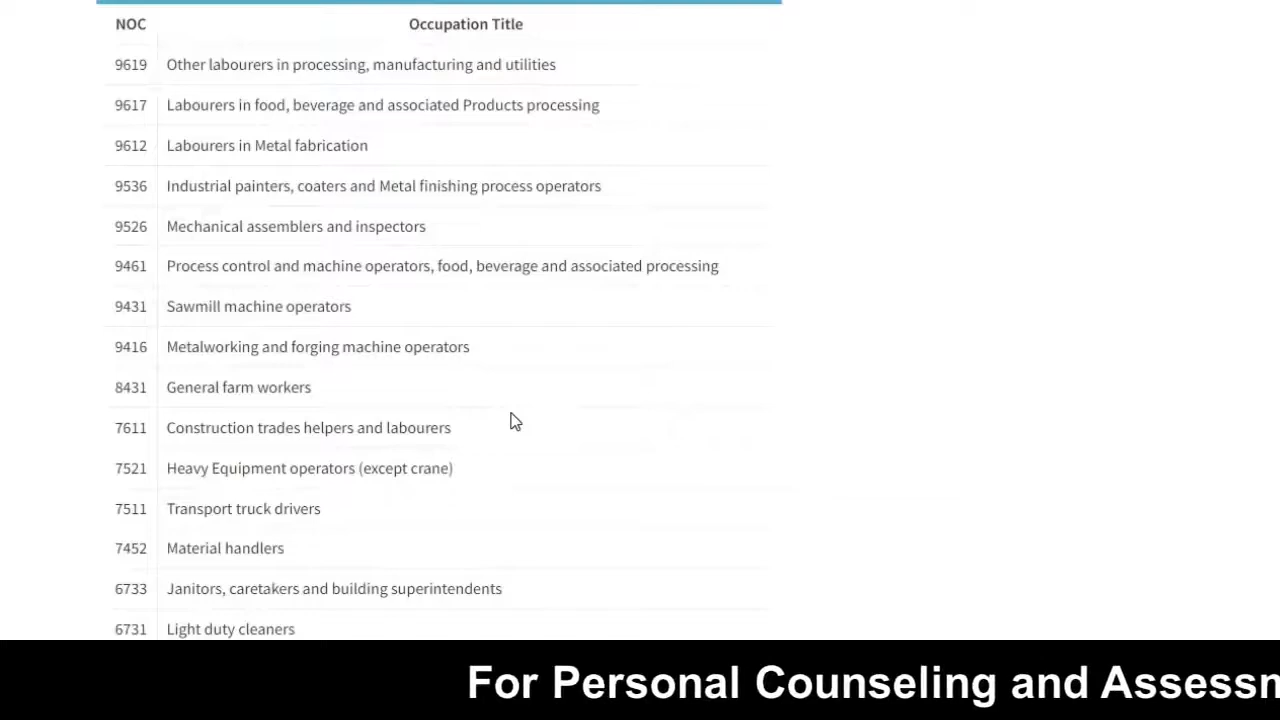 NOC Occupation Title
9619 Other labourers in processing, manufacturing and utilities
9617 Labourers in food, beverage and associated Products processing
9612 Labourers in Metal fabrication
9536 Industrial painters, coaters and Metal finishing process operators
9526 Mechanical assemblers and inspectors
9461 Process control and machine operators, food, beverage and associated processing
9431 Sawmill machine operators
9416 Metalworking and forging machine operators
8431 General farm workers
7611 Construction trades helpers and labourers
7521 Heavy Equipment operators (except crane)
7511 Transport truck drivers
7452 Material handlers
6733 Janitors, caretakers and building superintendents
6731 Light duty cleaners
For Personal Counseling and